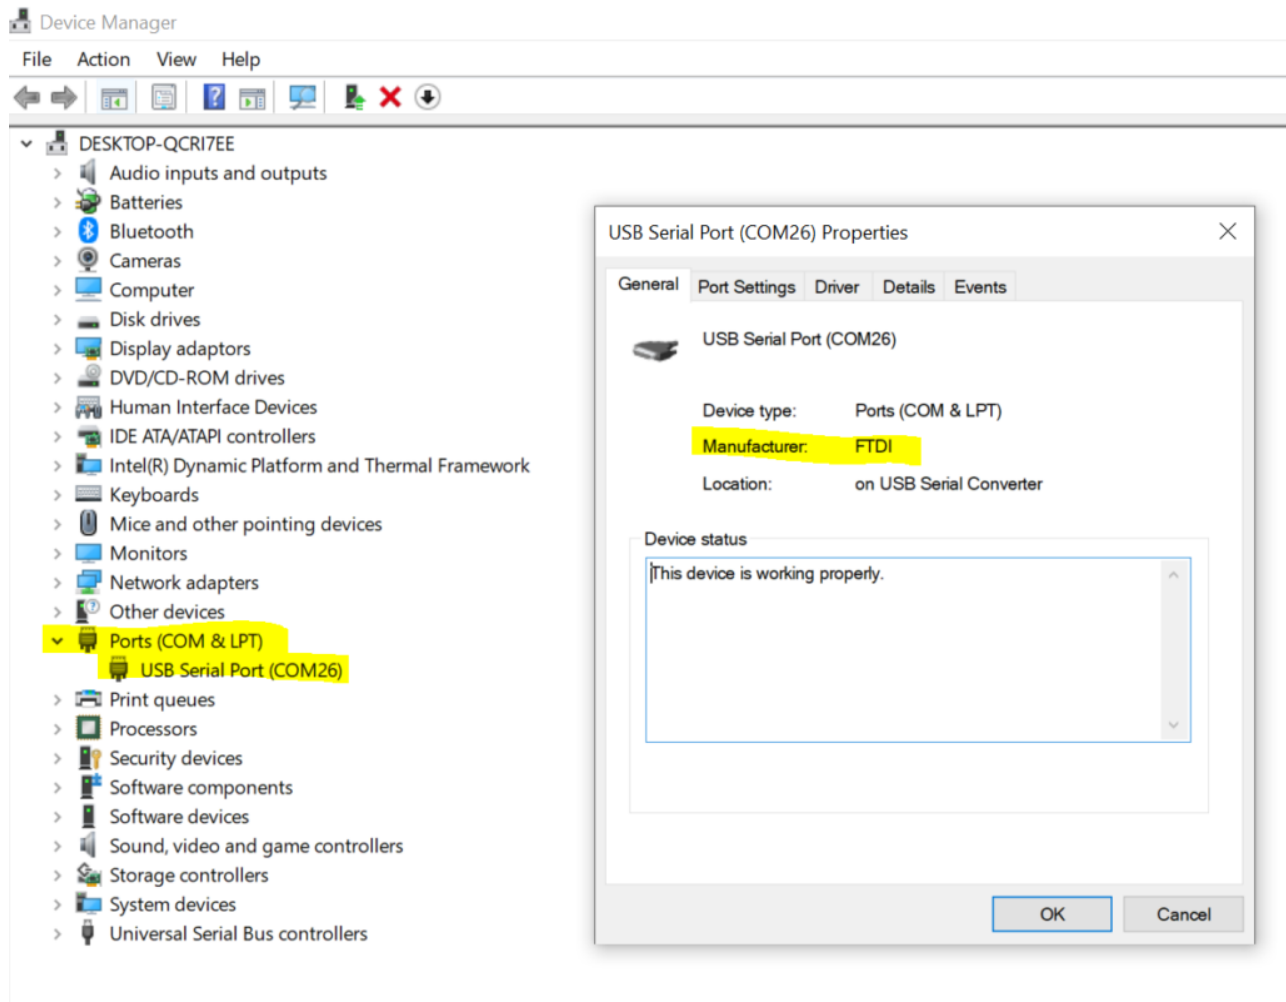 Device Manager
File Action View Help
DESKTOP-QCRI7EE
Audio inputs and outputs
Batteries
Bluetooth
Cameras
Computer
Disk drives
Display adaptors
DVD/CD-ROM drives
Human Interface Devices
IDE ATA/ATAPI controllers
Intel(R) Dynamic Platform and Thermal Framework
Keyboards
Mice and other pointing devices
Monitors
Network adapters
Other devices
Ports (COM & LPT)
USB Serial Port (COM26)
Print queues
Processors
Security devices
Software components
Software devices
Sound, video and game controllers
Storage controllers
System devices
Universal Serial Bus controllers
USB Serial Port (COM26) Properties
General Port Settings Driver Details Events
USB Serial Port (COM26)
Device type: Ports (COM & LPT)
Manufacturer: FTDI
Location: on USB Serial Converter
Device status
This device is working properly.
OK Cancel